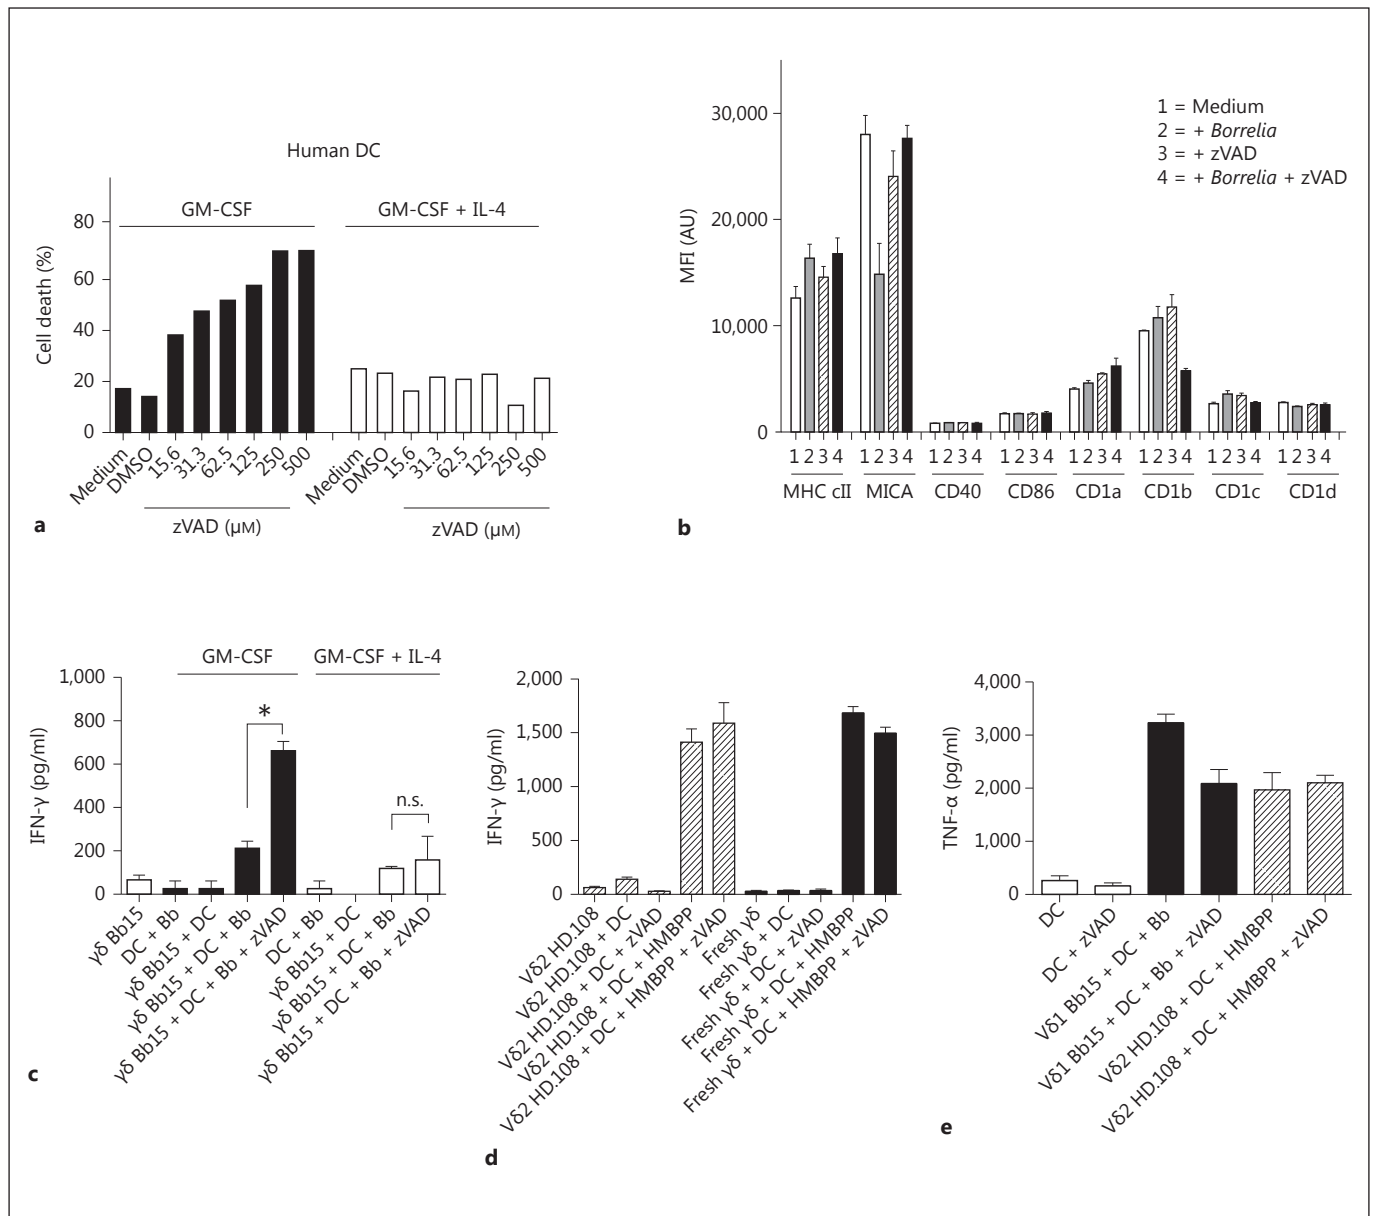 Human DC
GM-CSF
GM-CSF + IL-4
Cell death (%)
80
60
40
20
0
Medium
DMSO
15.6
31.3
62.5
125
250
500
Medium
DMSO
15.6
31.3
62.5
125
250
500
zVAD (µM)
zVAD (µM)
a
1 = Medium
2 = + Borrelia
3 = + zVAD
4 = + Borrelia + zVAD
MFI (AU)
30,000
20,000
10,000
0
1 2 3 4
1 2 3 4
1 2 3 4
1 2 3 4
1 2 3 4
1 2 3 4
1 2 3 4
1 2 3 4
MHC cII
MICA
CD40
CD86
CD1a
CD1b
CD1c
CD1d
b
GM-CSF
GM-CSF + IL-4
IFN-γ (pg/ml)
1,000
800
600
400
200
0
*
n.s.
γδ Bb15
DC + Bb
γδ Bb15 + DC
γδ Bb15 + DC + Bb
γδ Bb15 + DC + Bb + zVAD
DC + Bb
γδ Bb15 + DC
γδ Bb15 + DC + Bb
γδ Bb15 + DC + Bb + zVAD
c
IFN-γ (pg/ml)
2,000
1,500
1,000
500
0
Vδ2 HD.108
Vδ2 HD.108 + DC
Vδ2 HD.108 + DC + zVAD
Vδ2 HD.108 + DC + HMBPP
Vδ2 HD.108 + DC + HMBPP + zVAD
Fresh γδ
Fresh γδ + DC
Fresh γδ + DC + zVAD
Fresh γδ + DC + HMBPP
Fresh γδ + DC + HMBPP + zVAD
d
TNF-α (pg/ml)
4,000
3,000
2,000
1,000
0
DC
DC + zVAD
Vδ1 Bb15 + DC + Bb
Vδ1 Bb15 + DC + Bb + zVAD
Vδ2 HD.108 + DC + HMBPP
Vδ2 HD.108 + DC + HMBPP + zVAD
e